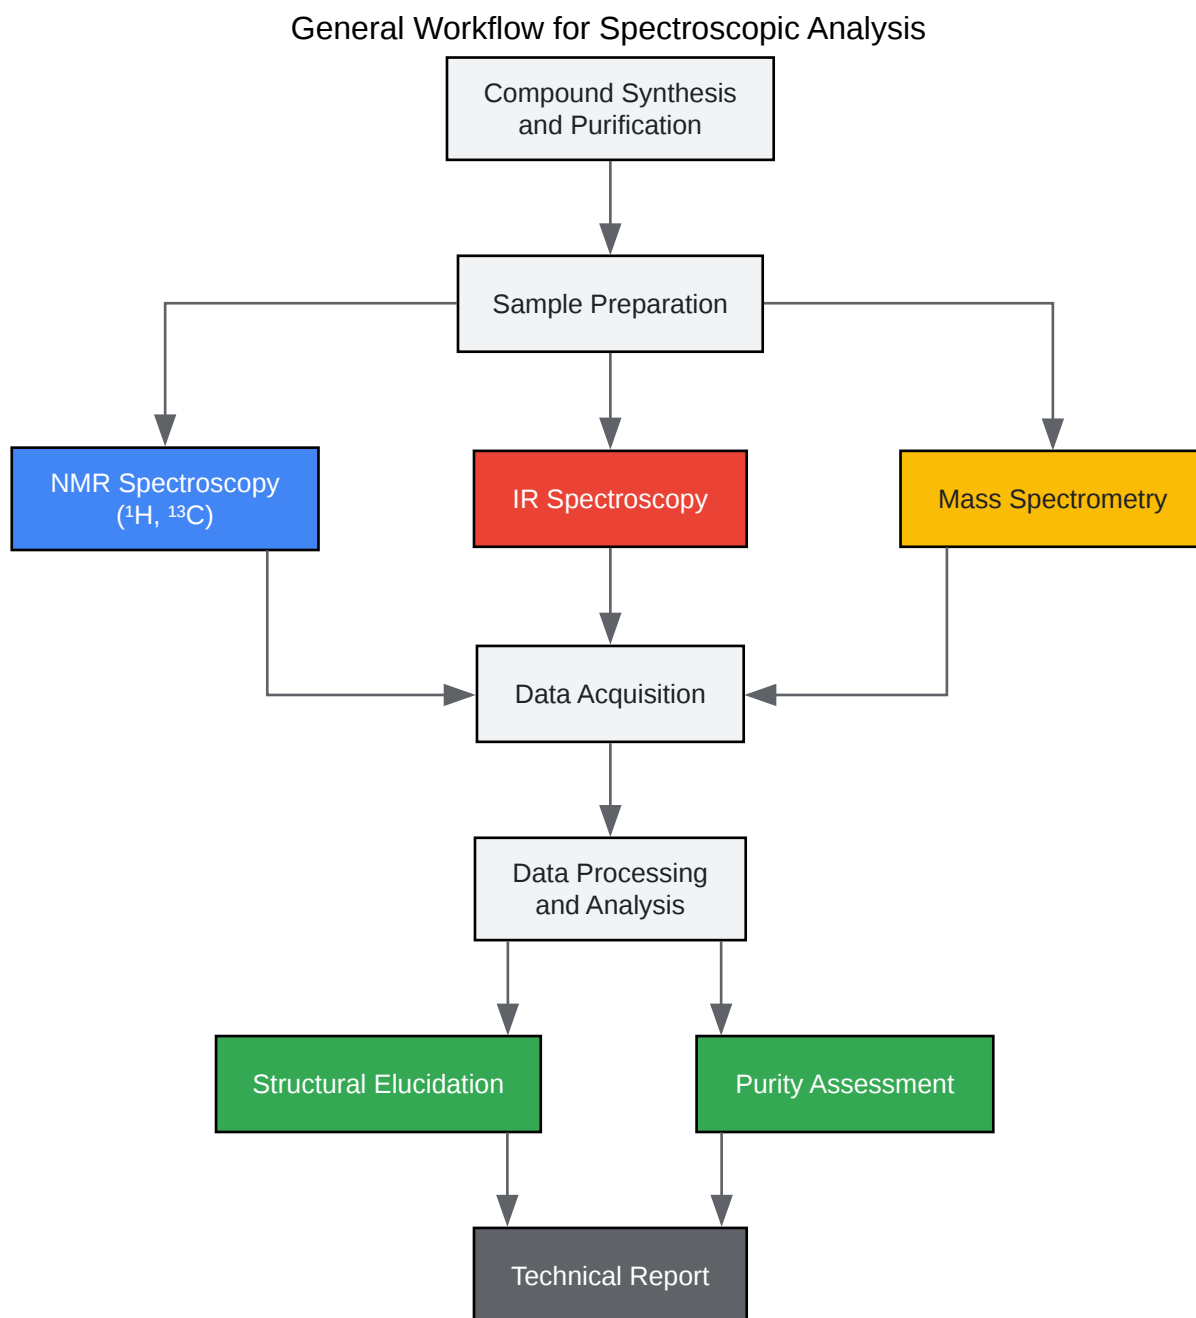 General Workflow for Spectroscopic Analysis
Compound Synthesis
and Purification
Sample Preparation
NMR Spectroscopy
(¹H, ¹³C)
IR Spectroscopy
Mass Spectrometry
Data Acquisition
Data Processing
and Analysis
Structural Elucidation
Purity Assessment
Technical Report